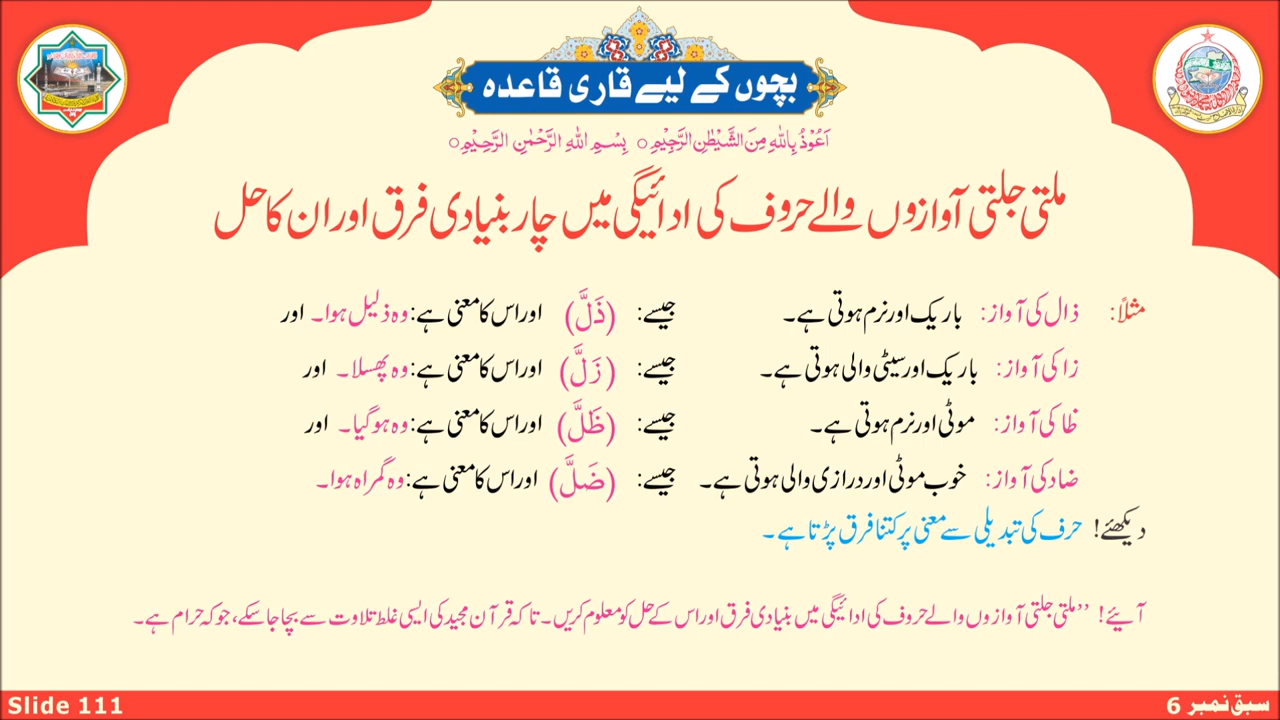 بچوں کے لیے قاری قاعدہ
اَعُوْذُ بِاللّٰهِ مِنَ الشَّيْطٰنِ الرَّجِيْمِ ○ بِسْمِ اللّٰهِ الرَّحْمٰنِ الرَّحِيْمِ ○
ملتی جلتی آوازوں والے حروف کی ادائیگی میں چار بنیادی فرق اور ان کا حل
مثلاً: ذال کی آواز: باریک اور نرم ہوتی ہے۔ جیسے: (ذَلَّ) اور اس کا معنی ہے: وہ ذلیل ہوا۔ اور
زا کی آواز: باریک اور سیٹی والی ہوتی ہے۔ جیسے: (زَلَّ) اور اس کا معنی ہے: وہ پھسلا۔ اور
ظا کی آواز: موٹی اور نرم ہوتی ہے۔ جیسے: (ظَلَّ) اور اس کا معنی ہے: وہ ہوگیا۔ اور
ضاد کی آواز: خوب موٹی اور درازی والی ہوتی ہے۔ جیسے: (ضَلَّ) اور اس کا معنی ہے: وہ گمراہ ہوا۔
دیکھئے! حرف کی تبدیلی سے معنی پر کتنا فرق پڑتا ہے۔
آیئے! ”ملتی جلتی آوازوں والے حروف کی ادائیگی میں بنیادی فرق اور اس کے حل کو معلوم کریں۔ تاکہ قرآن مجید کی ایسی غلط تلاوت سے بچا جاسکے، جو کہ حرام ہے۔
سبق نمبر 6
Slide 111